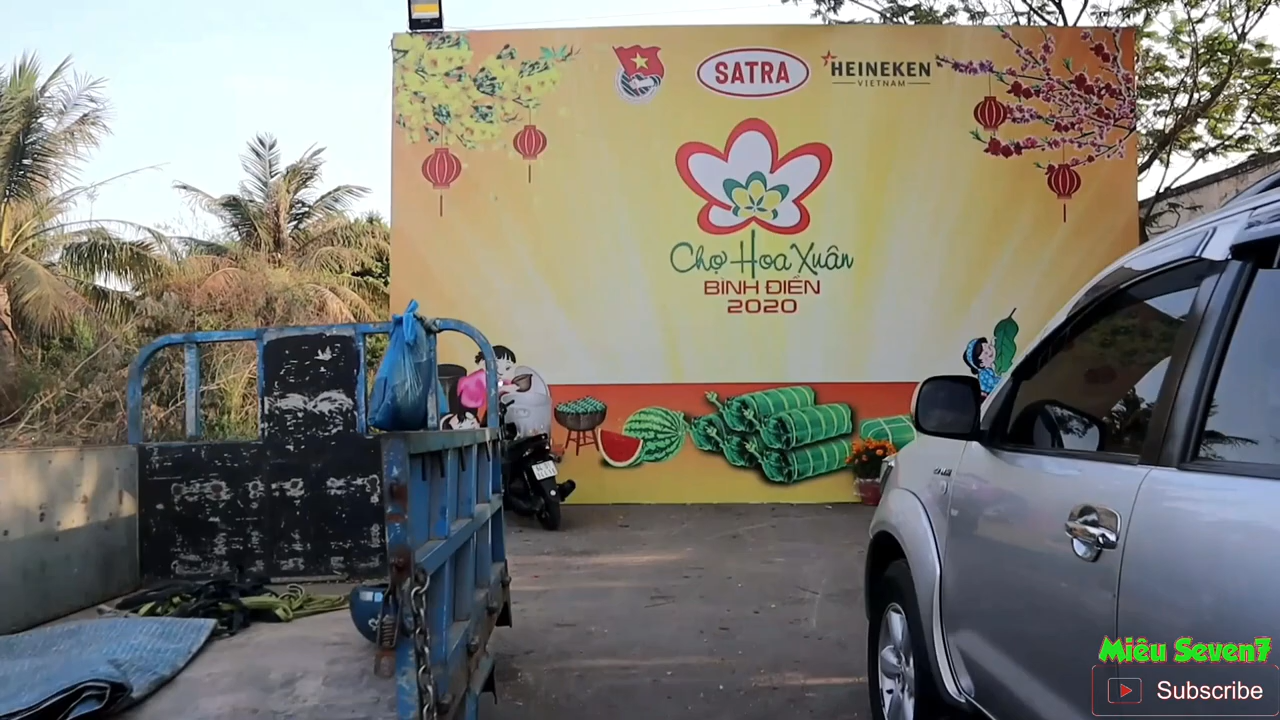 SATRA
HEINEKEN
VIETNAM
Chợ Hoa Xuân
BÌNH ĐIỀN
2020
Miêu Seven7
Subscribe